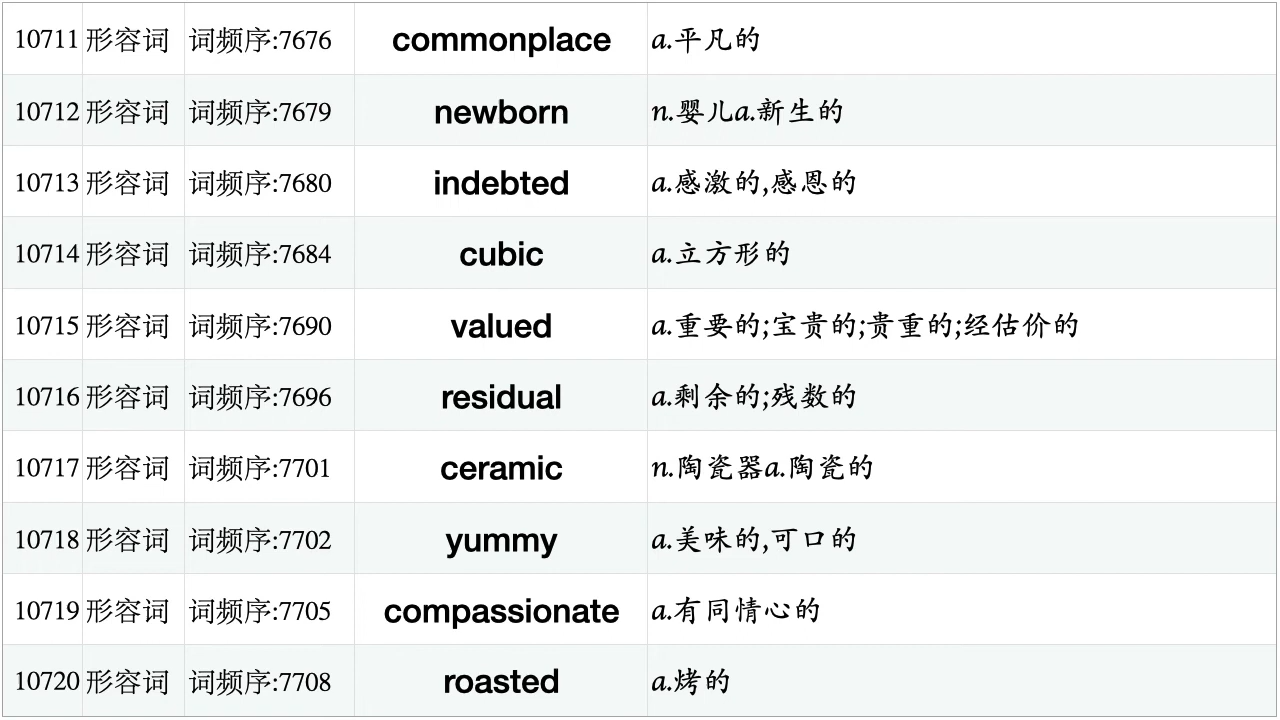 10711 形容词 词频序:7676 commonplace a.平凡的
10712 形容词 词频序:7679 newborn n.婴儿a.新生的
10713 形容词 词频序:7680 indebted a.感激的,感恩的
10714 形容词 词频序:7684 cubic a.立方形的
10715 形容词 词频序:7690 valued a.重要的;宝贵的;贵重的;经估价的
10716 形容词 词频序:7696 residual a.剩余的;残数的
10717 形容词 词频序:7701 ceramic n.陶瓷器a.陶瓷的
10718 形容词 词频序:7702 yummy a.美味的,可口的
10719 形容词 词频序:7705 compassionate a.有同情心的
10720 形容词 词频序:7708 roasted a.烤的